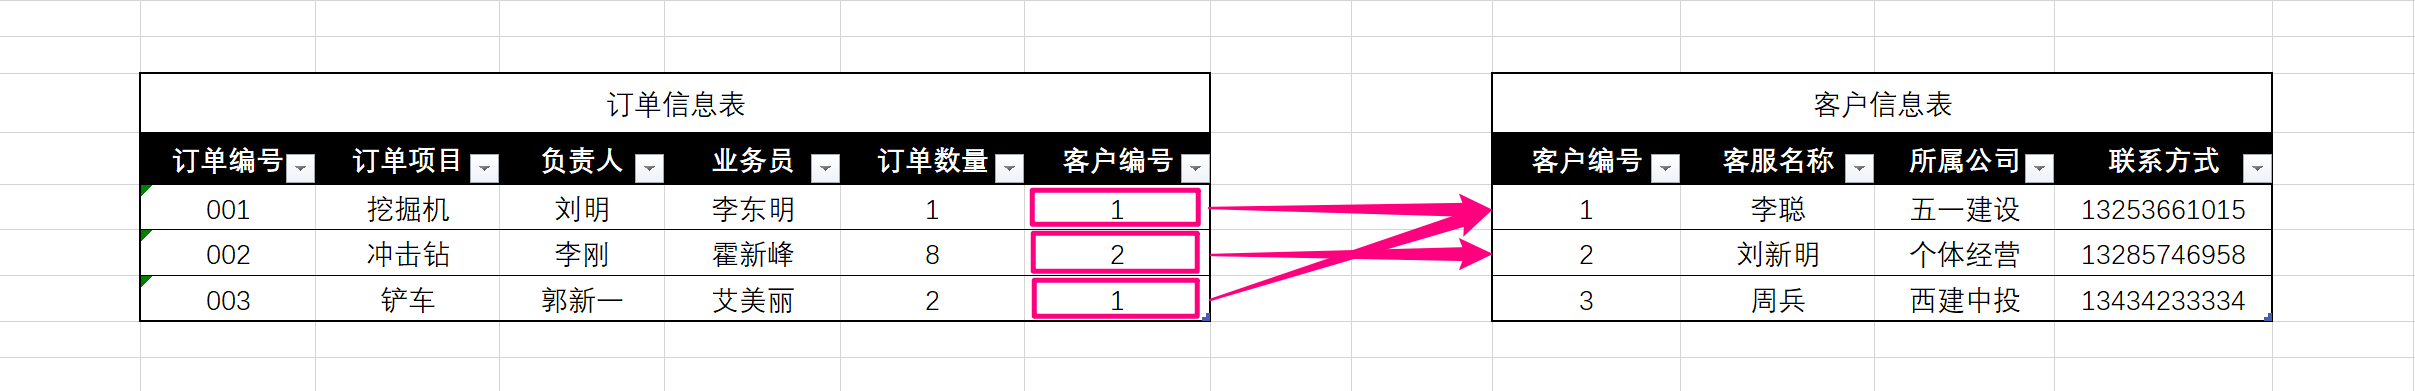 订单信息表
订单编号 订单项目 负责人 业务员 订单数量 客户编号
001 挖掘机 刘明 李东明 1 1
002 冲击钻 李刚 霍新峰 8 2
003 铲车 郭新一 艾美丽 2 1
客户信息表
客户编号 客服名称 所属公司 联系方式
1 李聪 五一建设 13253661015
2 刘新明 个体经营 13285746958
3 周兵 西建中投 13434233334